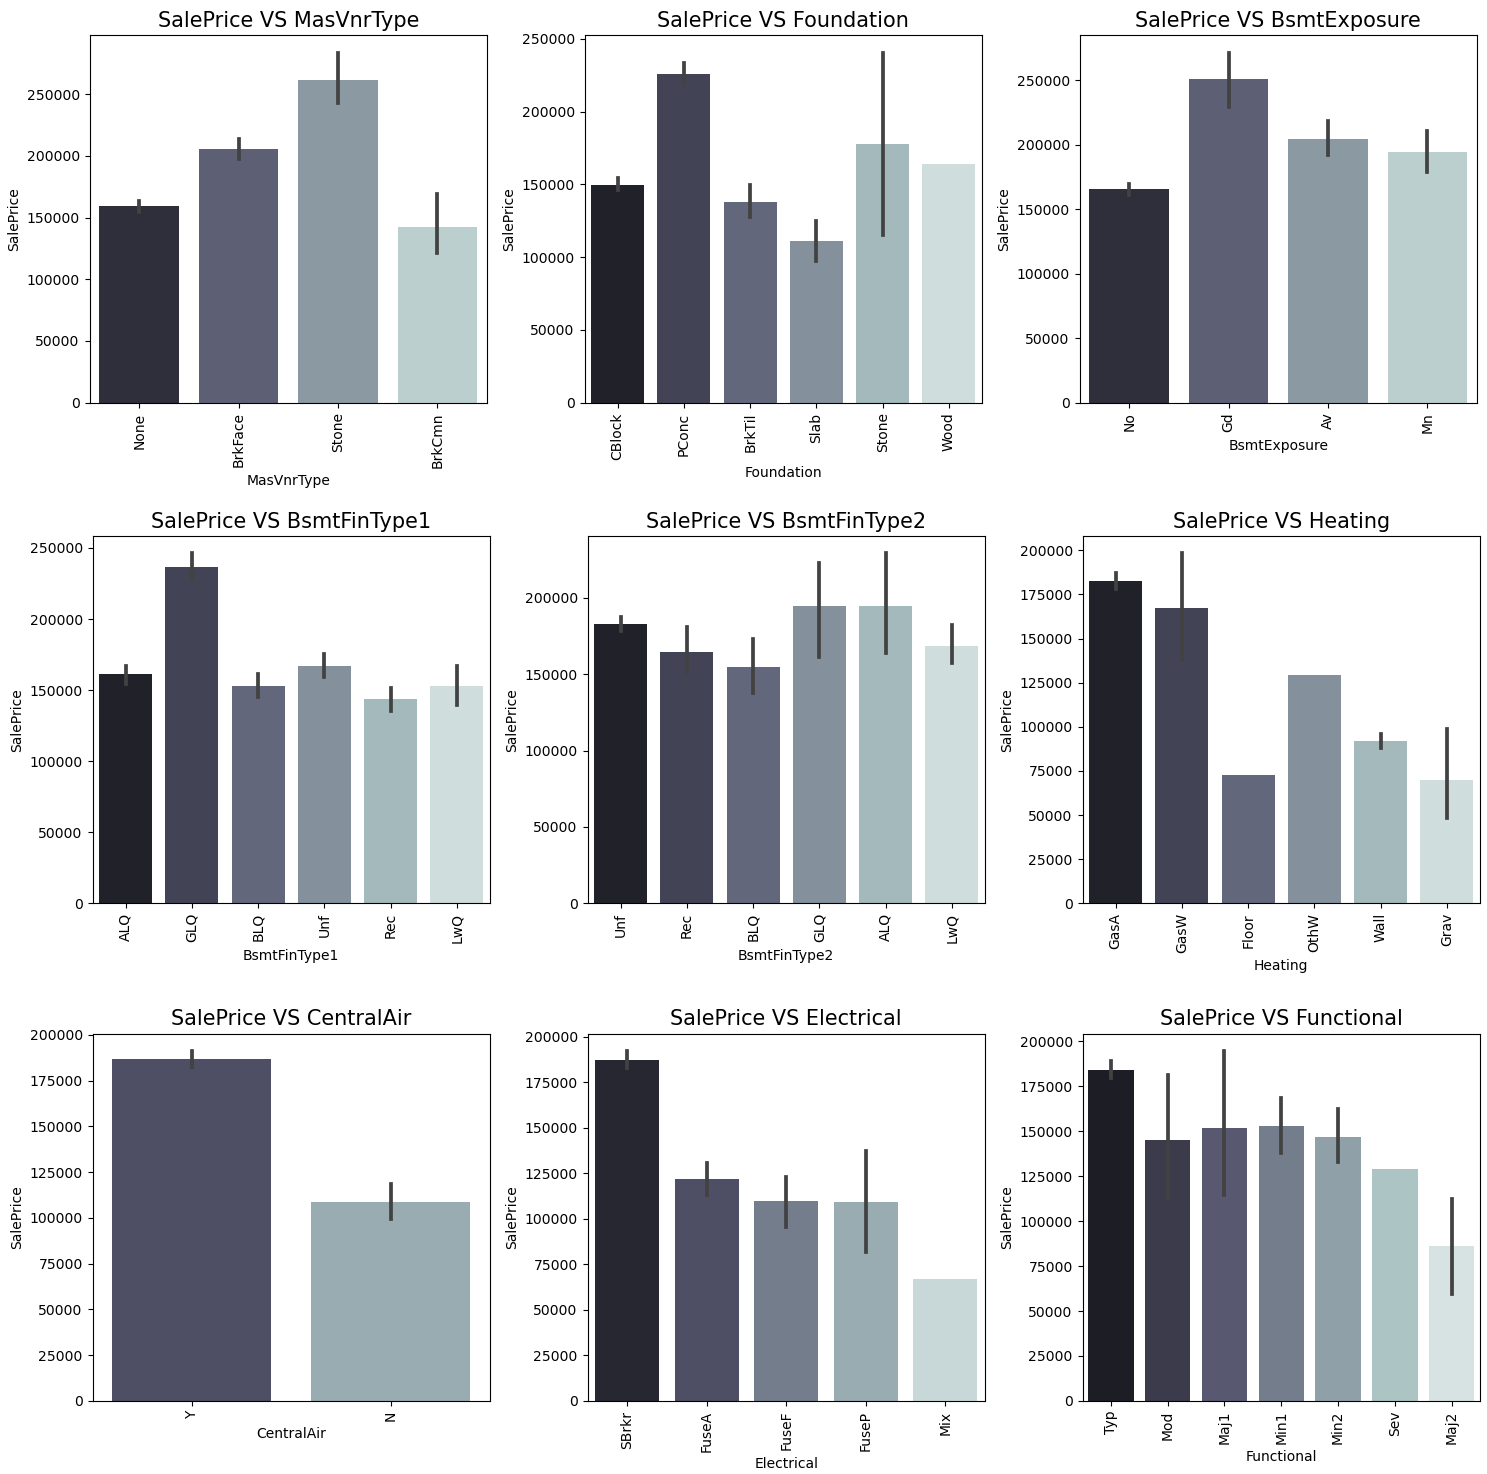 SalePrice VS MasVnrType
SalePrice
250000
200000
150000
100000
50000
0
None
BrkFace
Stone
BrkCmn
MasVnrType
SalePrice VS Foundation
SalePrice
250000
200000
150000
100000
50000
0
CBlock
PConc
BrkTil
Slab
Stone
Wood
Foundation
SalePrice VS BsmtExposure
SalePrice
250000
200000
150000
100000
50000
0
No
Gd
Av
Mn
BsmtExposure
SalePrice VS BsmtFinType1
SalePrice
250000
200000
150000
100000
50000
0
ALQ
GLQ
BLQ
Unf
Rec
LwQ
BsmtFinType1
SalePrice VS BsmtFinType2
SalePrice
200000
150000
100000
50000
0
Unf
Rec
BLQ
GLQ
ALQ
LwQ
BsmtFinType2
SalePrice VS Heating
SalePrice
200000
175000
150000
125000
100000
75000
50000
25000
0
GasA
GasW
Floor
OthW
Wall
Grav
Heating
SalePrice VS CentralAir
SalePrice
200000
175000
150000
125000
100000
75000
50000
25000
0
Y
N
CentralAir
SalePrice VS Electrical
SalePrice
200000
175000
150000
125000
100000
75000
50000
25000
0
SBrkr
FuseA
FuseF
FuseP
Mix
Electrical
SalePrice VS Functional
SalePrice
200000
175000
150000
125000
100000
75000
50000
25000
0
Typ
Mod
Maj1
Min1
Min2
Sev
Maj2
Functional